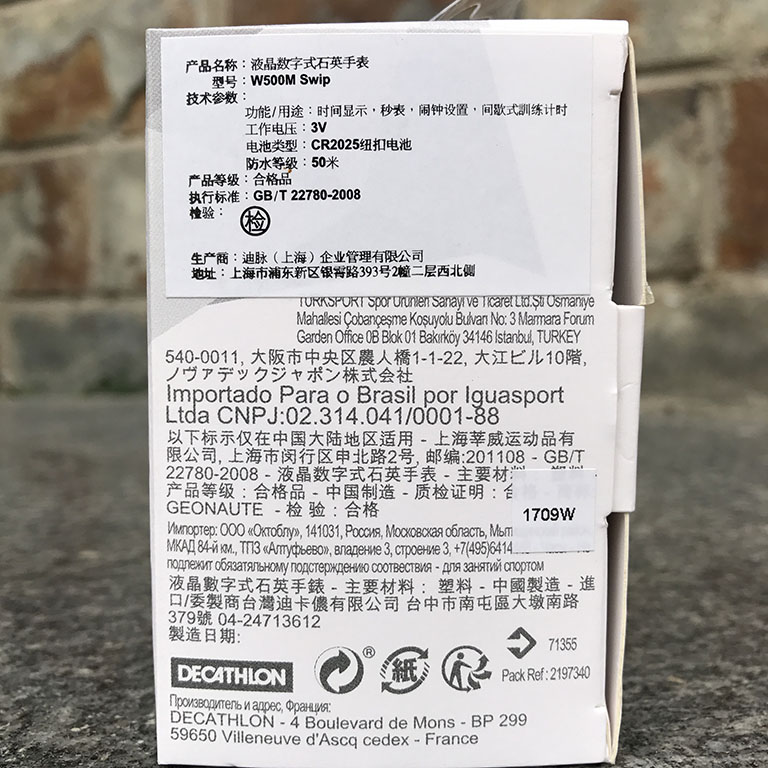 产品名称：液晶数字式石英手表
型号：W500M Swip
技术参数：
功能/用途：时间显示，秒表，闹钟设置，间歇式訓练计时
工作电压：3V
电池类型：CR2025纽扣电池
防水等级：50米
产品等级：合格品
执行标准：GB/T 22780-2008
检验：
检
生产商：迪脉（上海）企业管理有限公司
地址：上海市浦东新区银霄路393号2幢二层西北侧
TURKSPORT Spor Ürünleri Sanayi ve Ticaret Ltd.Şti Osmaniye
Mahallesi Çobançeşme Koşuyolu Bulvarı No: 3 Marmara Forum
Garden Office 0B Blok 01 Bakırköy 34146 Istanbul, TURKEY
540-0011, 大阪市中央区農人橋1-1-22, 大江ビル10階,
ノヴァデックジャポン株式会社
Importado Para o Brasil por Iguasport
Ltda CNPJ:02.314.041/0001-88
以下标示仅在中国大陆地区适用 - 上海莘威运动品有
限公司, 上海市闵行区申北路2号, 邮编:201108 - GB/T
22780-2008 - 液晶数字式石英手表 - 主要材
产品等级：合格品 - 中国制造 - 质检证明：
GEONAUTE - 检 验：合格
1709W
Импортер: ООО «Октоблу», 141031, Россия, Московская область, Мыт
МКАД 84-й км., ТПЗ «Алтуфьево», владение 3, строение 3, +7(495)6414
подлежит обязательному подстерждению соответствия - для занятий спортом
液晶數字式石英手錶 - 主要材料： 塑料 - 中國製造 - 進
口/委製商台灣迪卡儂有限公司 台中市南屯區大墩南路
379號 04-24713612
製造日期:
DECATHLON
®
紙
71355
Pack Ref : 2197340
Производитель и адрес, Франция:
DECATHLON - 4 Boulevard de Mons - BP 299
59650 Villeneuve d'Ascq cedex - France